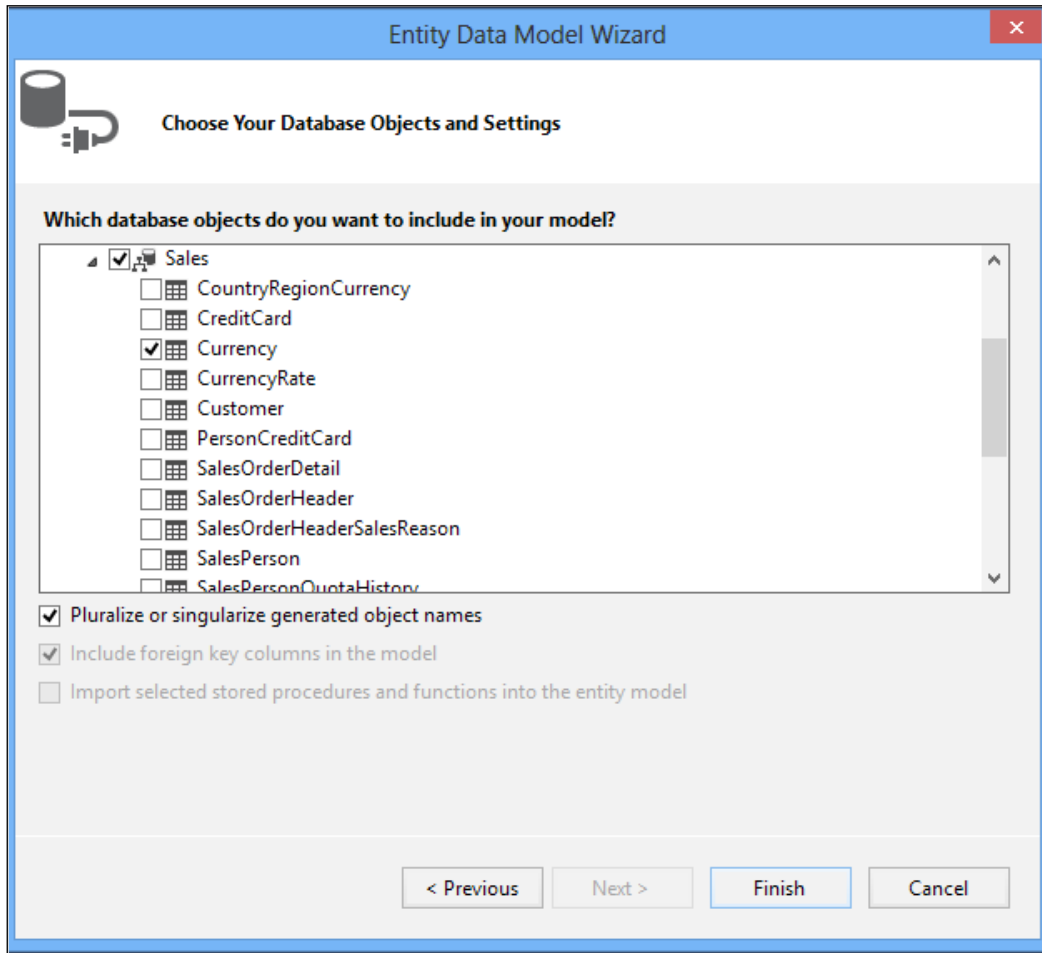 Entity Data Model Wizard
Choose Your Database Objects and Settings
Which database objects do you want to include in your model?
Sales
CountryRegionCurrency
CreditCard
Currency
CurrencyRate
Customer
PersonCreditCard
SalesOrderDetail
SalesOrderHeader
SalesOrderHeaderSalesReason
SalesPerson
SalesPersonQuotaHistory
Pluralize or singularize generated object names
Include foreign key columns in the model
Import selected stored procedures and functions into the entity model
< Previous
Next >
Finish
Cancel